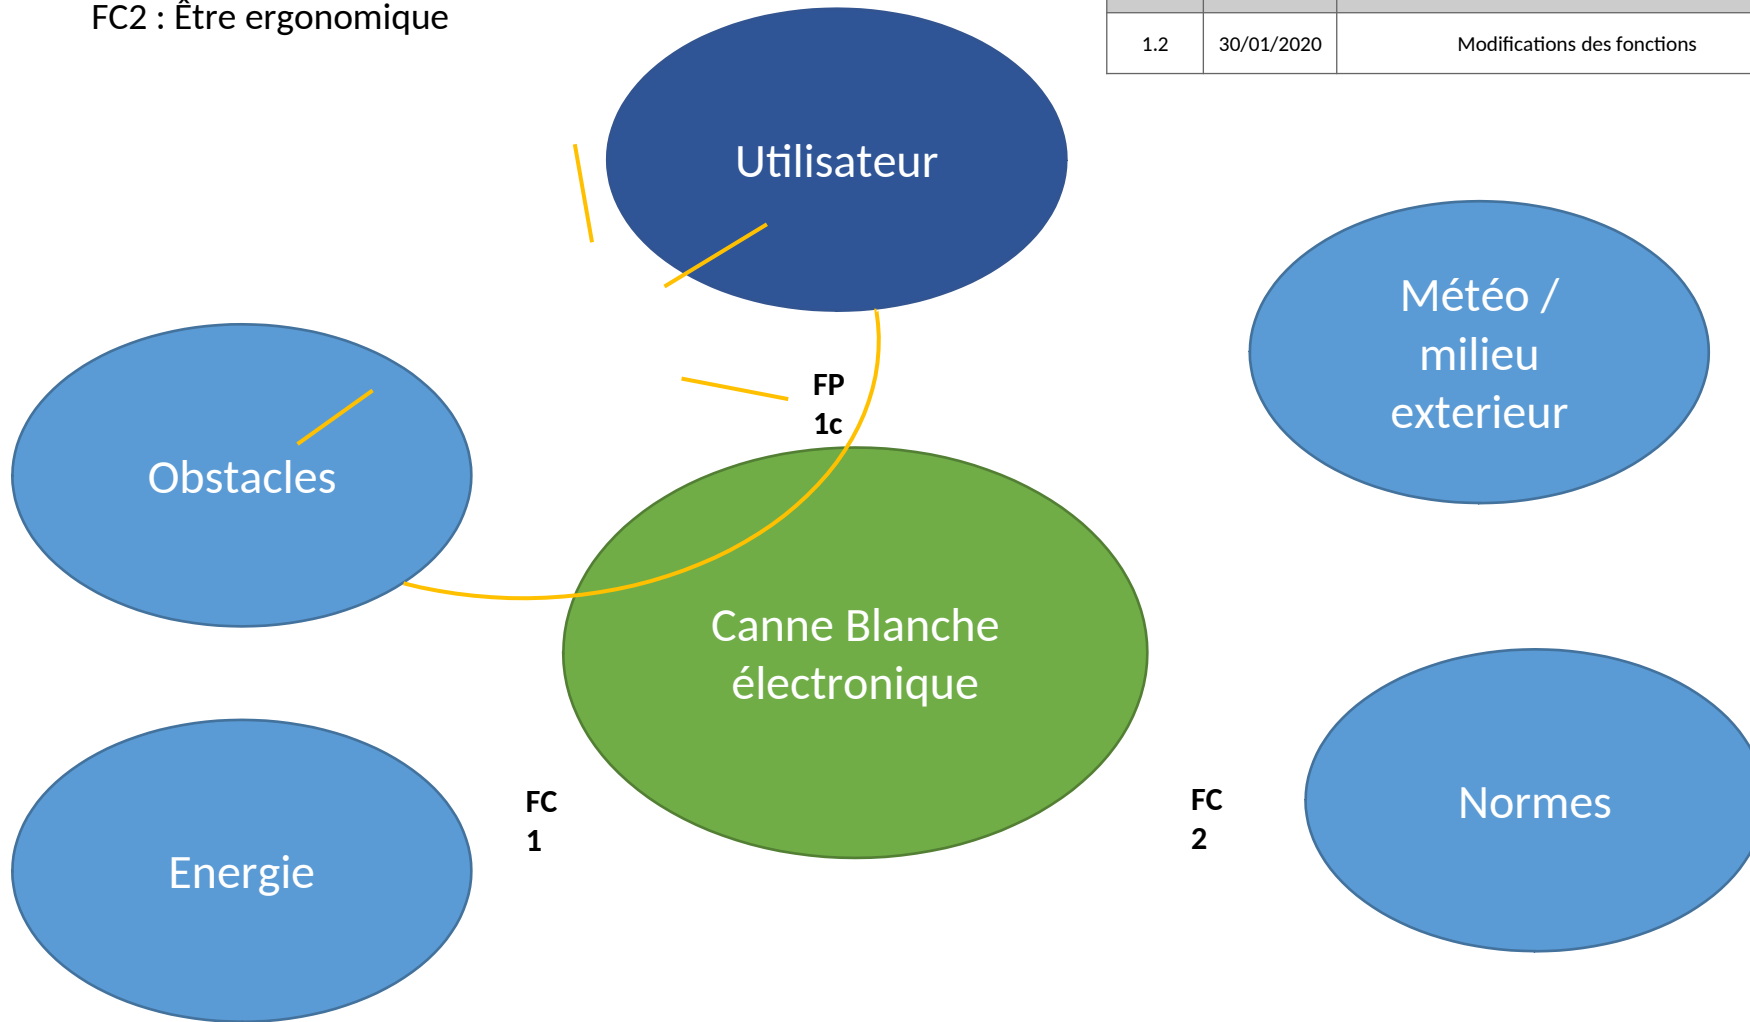 FC2 : Être ergonomique
1.2 30/01/2020 Modifications des fonctions
Utilisateur
Météo /
milieu
exterieur
FP
1c
Obstacles
Canne Blanche
électronique
FC
1
FC
2
Normes
Energie